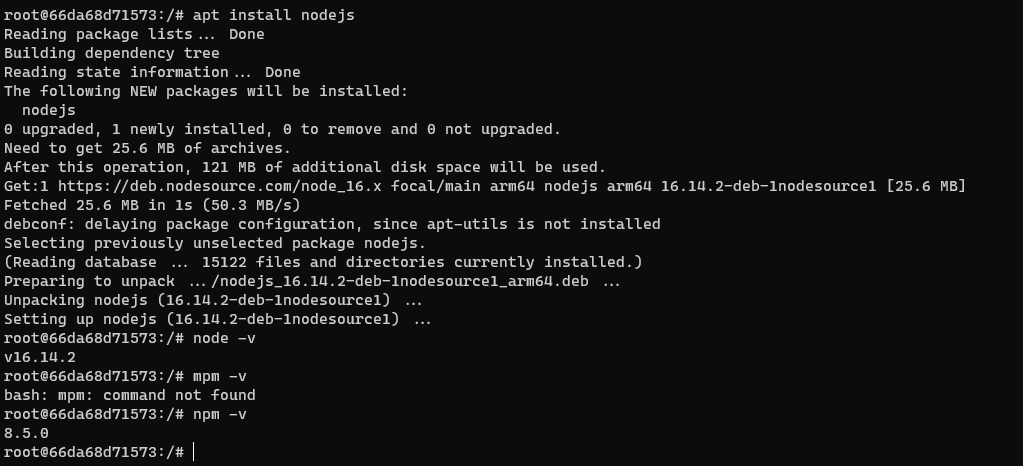 root@66da68d71573:/# apt install nodejs
Reading package lists... Done
Building dependency tree
Reading state information... Done
The following NEW packages will be installed:
  nodejs
0 upgraded, 1 newly installed, 0 to remove and 0 not upgraded.
Need to get 25.6 MB of archives.
After this operation, 121 MB of additional disk space will be used.
Get:1 https://deb.nodesource.com/node_16.x focal/main arm64 nodejs arm64 16.14.2-deb-1nodesource1 [25.6 MB]
Fetched 25.6 MB in 1s (50.3 MB/s)
debconf: delaying package configuration, since apt-utils is not installed
Selecting previously unselected package nodejs.
(Reading database ... 15122 files and directories currently installed.)
Preparing to unpack .../nodejs_16.14.2-deb-1nodesource1_arm64.deb ...
Unpacking nodejs (16.14.2-deb-1nodesource1) ...
Setting up nodejs (16.14.2-deb-1nodesource1) ...
root@66da68d71573:/# node -v
v16.14.2
root@66da68d71573:/# mpm -v
bash: mpm: command not found
root@66da68d71573:/# npm -v
8.5.0
root@66da68d71573:/#